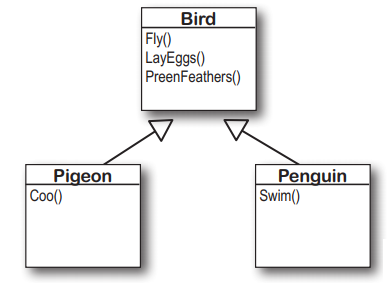 Bird
Fly()
LayEggs()
PreenFeathers()
Pigeon
Coo()
Penguin
Swim()